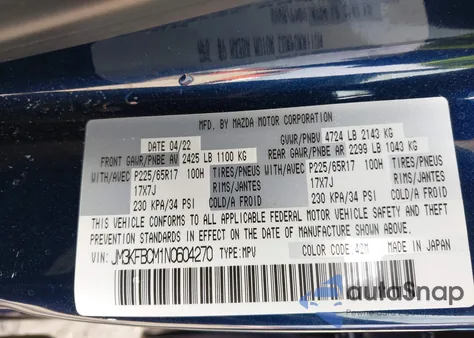 MFD. BY MAZDA MOTOR CORPORATION
DATE 04/22 GVWR/PNBV 4724 LB 2143 KG
FRONT GAWR/PNBE AV 2425 LB 1100 KG REAR GAWR/PNBE AR 2299 LB 1043 KG
WITH/AVEC P225/65R17 100H TIRES/PNEUS WITH/AVEC P225/65R17 100H TIRES/PNEUS
17X7J RIMS/JANTES 17X7J RIMS/JANTES
230 KPA/34 PSI COLD/A FROID 230 KPA/34 PSI COLD/A FROID
THIS VEHICLE CONFORMS TO ALL APPLICABLE FEDERAL MOTOR VEHICLE SAFETY AND THEFT
PREVENTION STANDARDS IN EFFECT ON THE DATE OF MANUFACTURE SHOWN ABOVE.
VIN: JM3KFBCM1N0604270 TYPE: MPV COLOR CODE: 42M MADE IN JAPAN
autoSnap